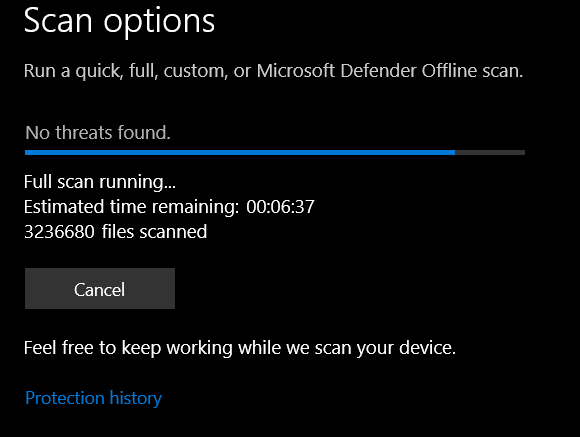 Scan options
Run a quick, full, custom, or Microsoft Defender Offline scan.
No threats found.
Full scan running...
Estimated time remaining: 00:06:37
3236680 files scanned
Cancel
Feel free to keep working while we scan your device.
Protection history